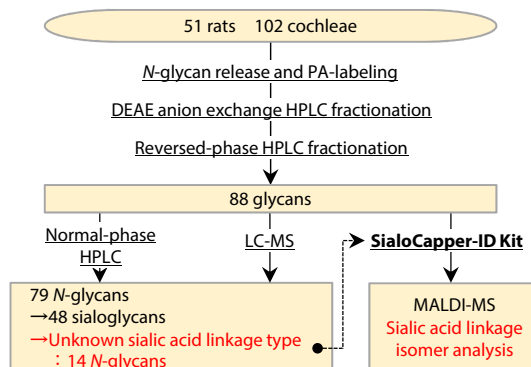 51 rats 102 cochleae
N-glycan release and PA-labeling
DEAE anion exchange HPLC fractionation
Reversed-phase HPLC fractionation
88 glycans
Normal-phase
HPLC
LC-MS
SialoCapper-ID Kit
79 N-glycans
→48 sialoglycans
→Unknown sialic acid linkage type
: 14 N-glycans
MALDI-MS
Sialic acid linkage
isomer analysis